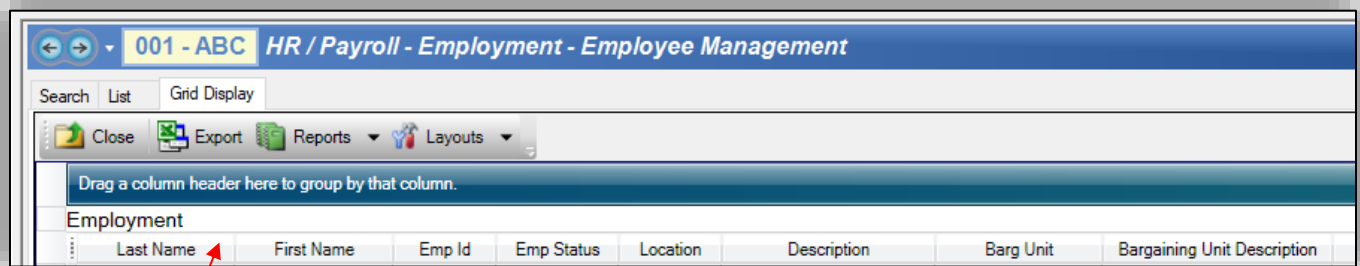 001 - ABC HR / Payroll - Employment - Employee Management
Search List Grid Display
Close Export Reports Layouts
Drag a column header here to group by that column.
Employment
Last Name First Name Emp Id Emp Status Location Description Barg Unit Bargaining Unit Description